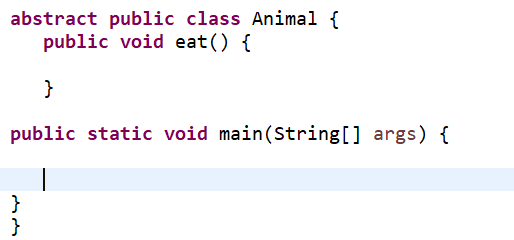 abstract public class Animal {
public void eat() {
}
public static void main(String[] args) {
}
}